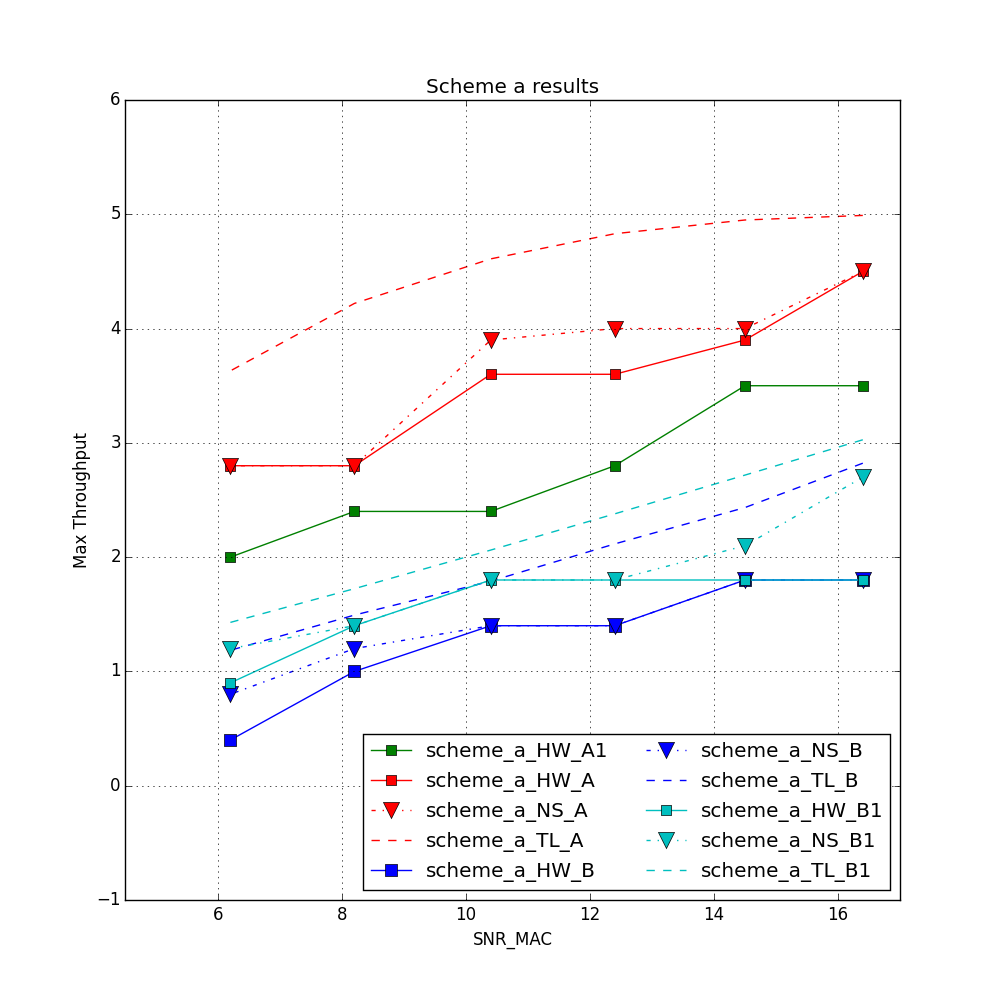 Scheme a results
6
5
4
3
2
1
0
−1
Max Throughput
6 8 10 12 14 16
SNR_MAC
scheme_a_HW_A1
scheme_a_HW_A
scheme_a_NS_A
scheme_a_TL_A
scheme_a_HW_B
scheme_a_NS_B
scheme_a_TL_B
scheme_a_HW_B1
scheme_a_NS_B1
scheme_a_TL_B1